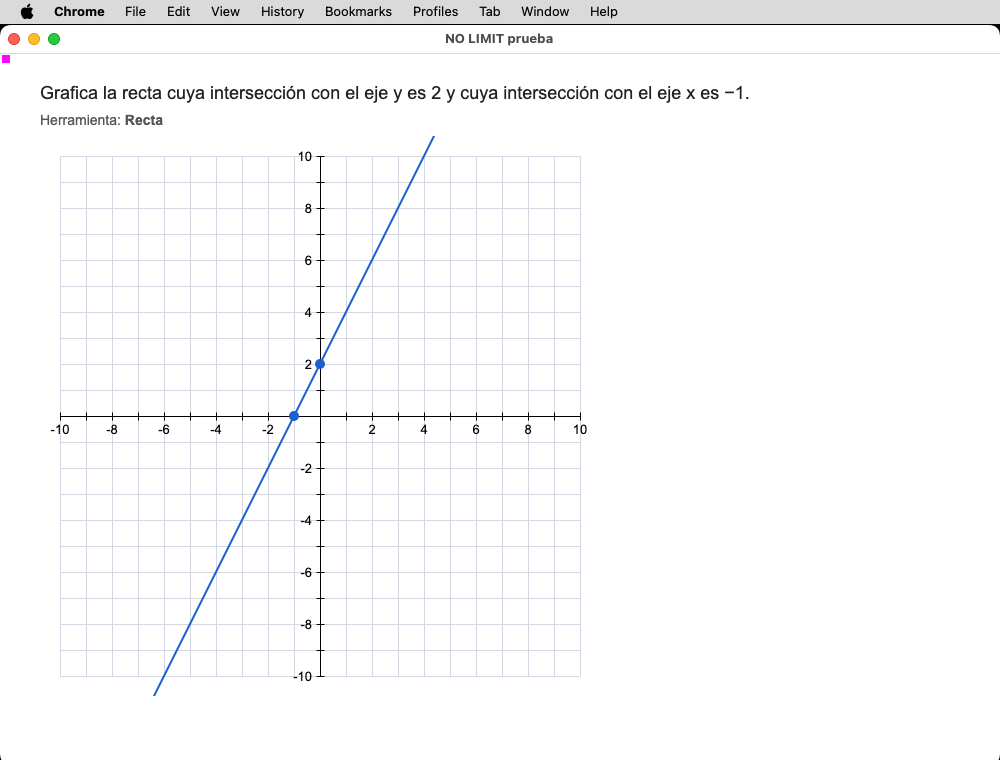 Chrome File Edit View History Bookmarks Profiles Tab Window Help
NO LIMIT prueba
Grafica la recta cuya intersección con el eje y es 2 y cuya intersección con el eje x es −1.
Herramienta: Recta
10
8
6
4
2
-10 -8 -6 -4 -2 2 4 6 8 10
-2
-4
-6
-8
-10